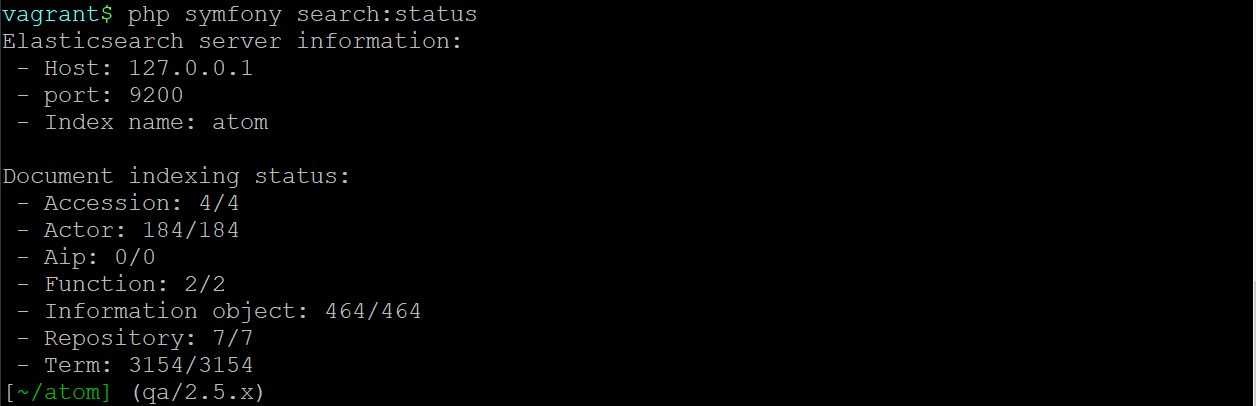 vagrant$ php symfony search:status
Elasticsearch server information:
 - Host: 127.0.0.1
 - port: 9200
 - Index name: atom

Document indexing status:
 - Accession: 4/4
 - Actor: 184/184
 - Aip: 0/0
 - Function: 2/2
 - Information object: 464/464
 - Repository: 7/7
 - Term: 3154/3154
[~/atom] (qa/2.5.x)